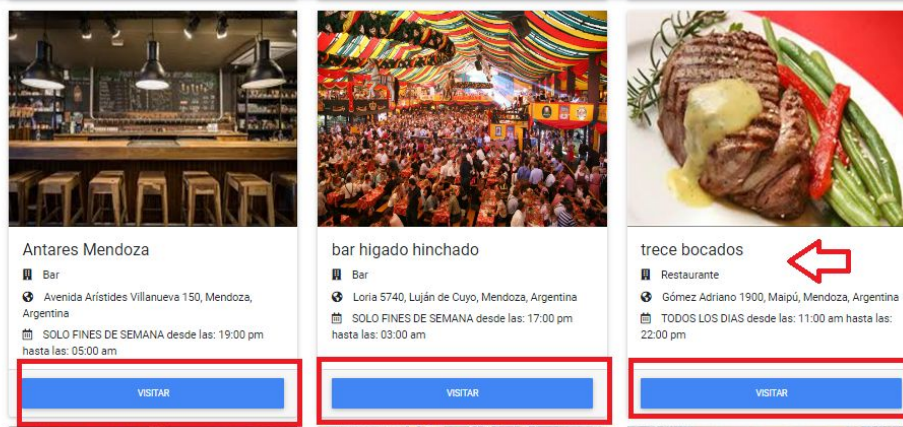 Antares Mendoza
Bar
Avenida Arístides Villanueva 150, Mendoza,
Argentina
SOLO FINES DE SEMANA desde las: 19:00 pm
hasta las: 05:00 am
VISITAR
bar higado hinchado
Bar
Loria 5740, Luján de Cuyo, Mendoza, Argentina
SOLO FINES DE SEMANA desde las: 17:00 pm
hasta las: 03:00 am
VISITAR
trece bocados
Restaurante
Gómez Adriano 1900, Maipú, Mendoza, Argentina
TODOS LOS DIAS desde las: 11:00 am hasta las:
22:00 pm
VISITAR